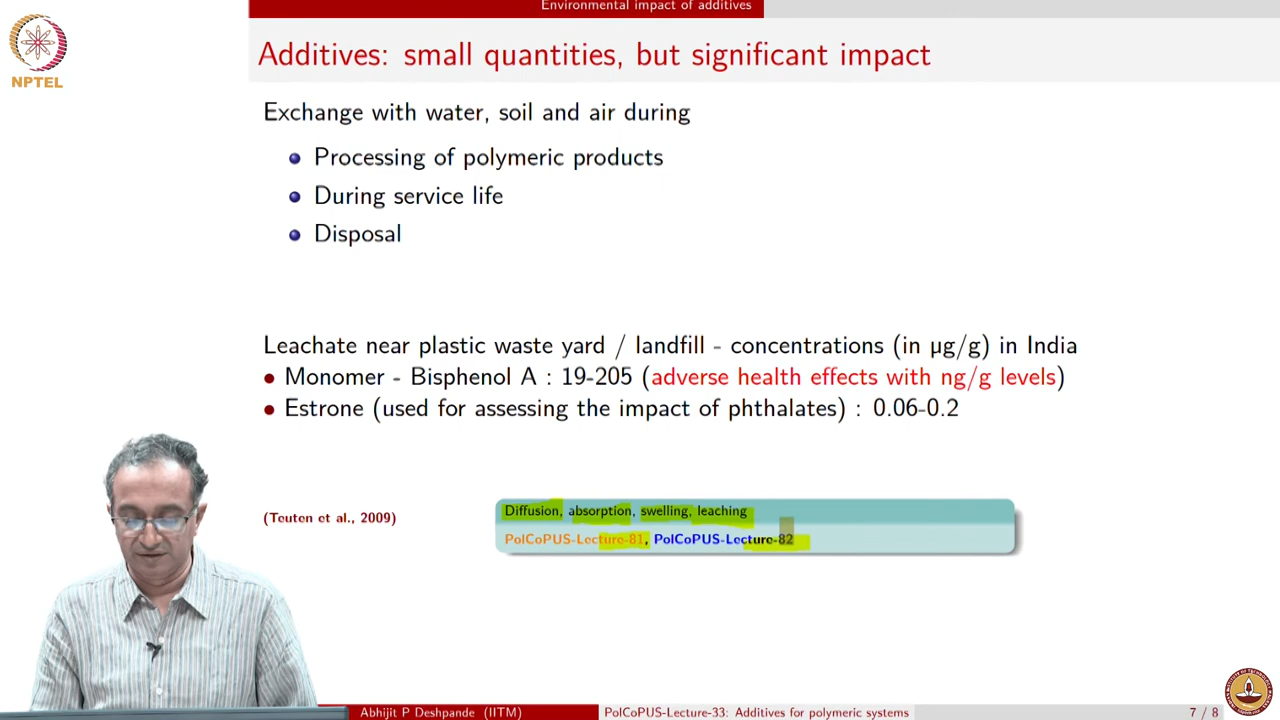 Environmental impact of additives
NPTEL
Additives: small quantities, but significant impact
Exchange with water, soil and air during
Processing of polymeric products
During service life
Disposal
Leachate near plastic waste yard / landfill - concentrations (in µg/g) in India
Monomer - Bisphenol A : 19-205 (adverse health effects with ng/g levels)
Estrone (used for assessing the impact of phthalates) : 0.06-0.2
(Teuten et al., 2009)
Diffusion, absorption, swelling, leaching
PolCoPUS-Lecture-81, PolCoPUS-Lecture-82
Abhijit P Deshpande (IITM) PolCoPUS-Lecture-33: Additives for polymeric systems 7 / 8